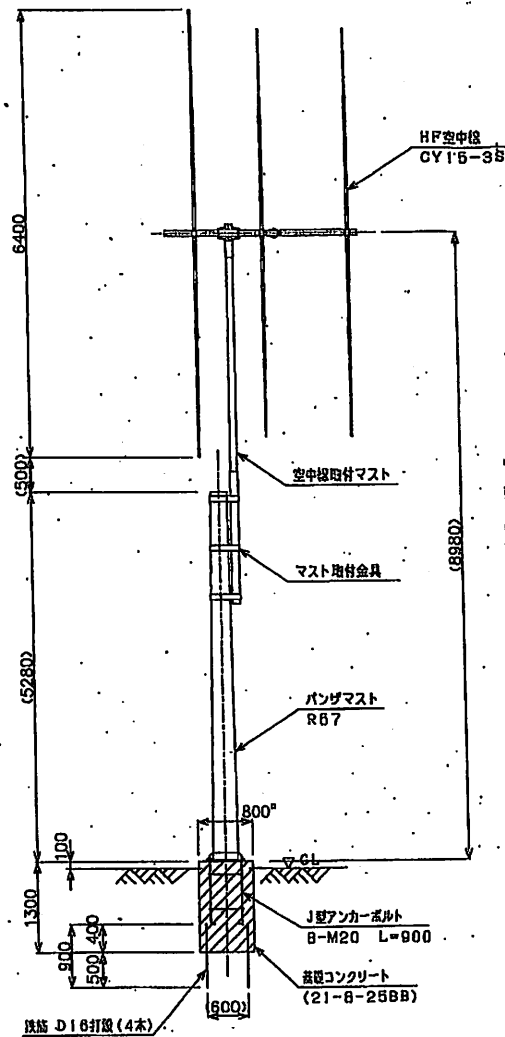 6400
HF空中線
CY15-3S
(500)
空中線取付マスト
(8980)
マスト取付金具
(5280)
パンザマスト
R67
800□
100
GL
1300
J型アンカーボルト
8-M20 L=900
400
900
500
基礎コンクリート
(21-8-25BB)
(600)
鉄筋 D16打設(4本)